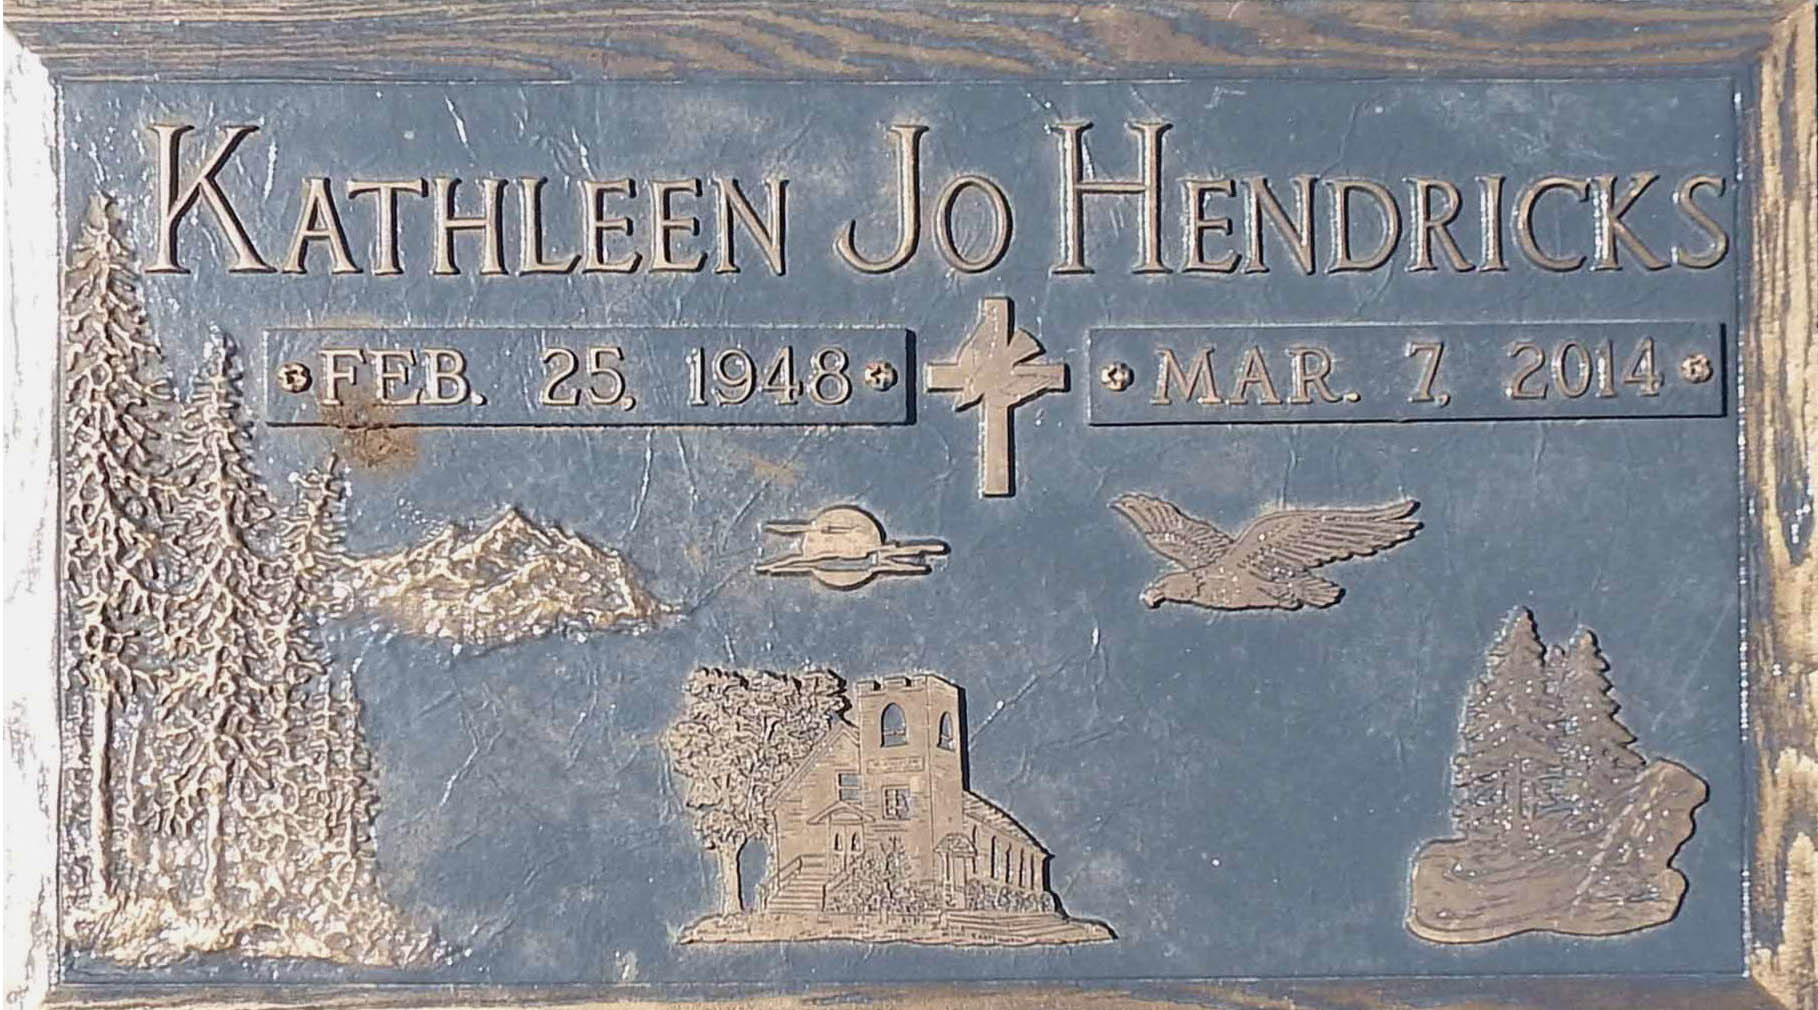 KATHLEEN JO HENDRICKS
FEB. 25, 1948
MAR. 7, 2014